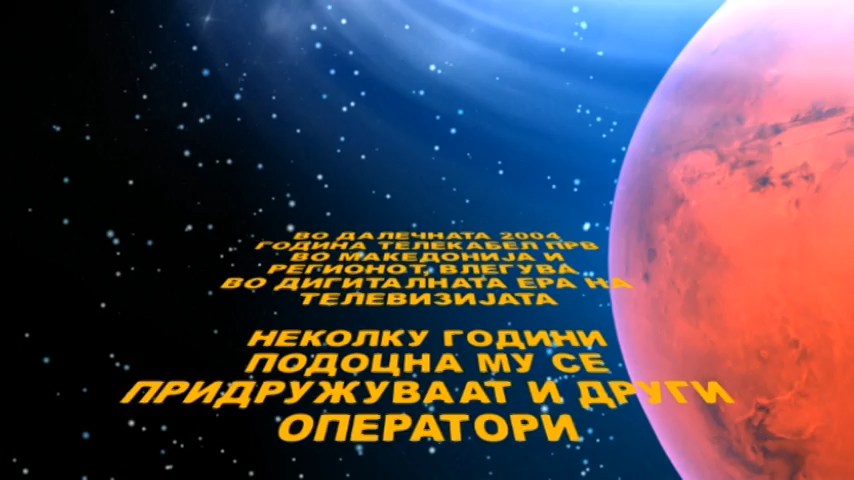 ВО ДАЛЕЧНАТА 2004
ГОДИНА ТЕЛЕКАБЕЛ ПРВ
ВО МАКЕДОНИЈА И
РЕГИОНОТ, ВЛЕГУВА
ВО ДИГИТАЛНАТА ЕРА НА
ТЕЛЕВИЗИЈАТА
НЕКОЛКУ ГОДИНИ
ПОДОЦНА МУ СЕ
ПРИДРУЖУВААТ И ДРУГИ
ОПЕРАТОРИ